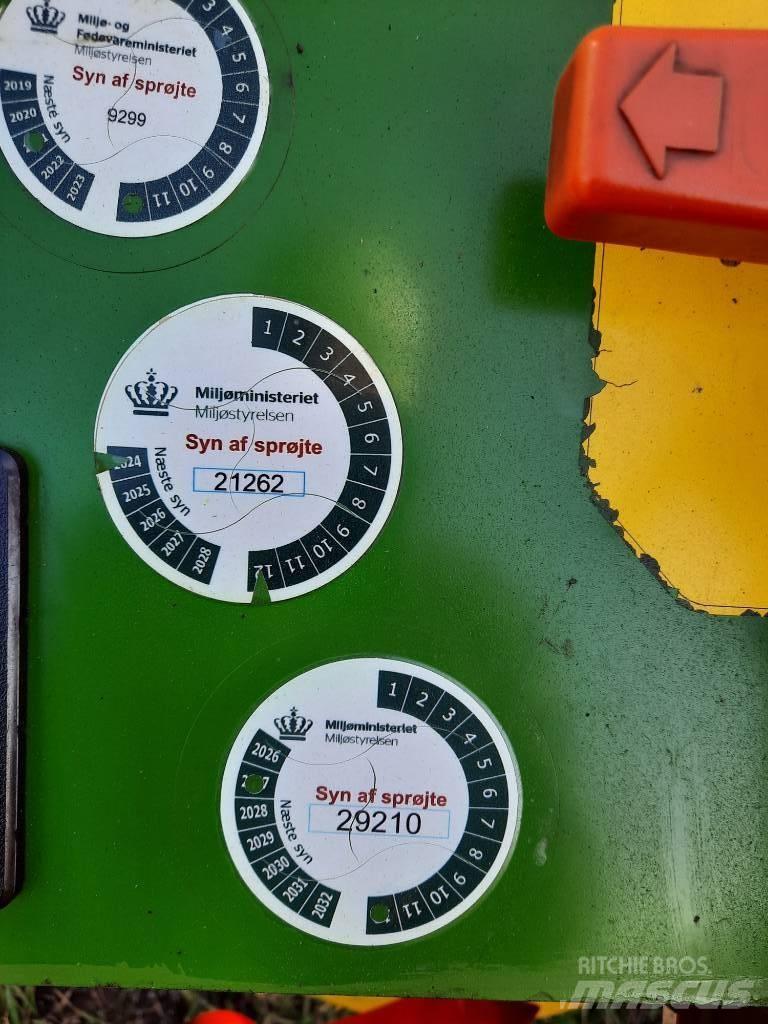 3 4 5 6 7 8 9 10 11
Miljø- og
Fødevareministeriet
Miljøstyrelsen
Syn af sprøjte
9299
Næste syn
2019
2020
2022
2023
1 2 3 4 5 6 7 8 9 10 11 12
Miljøministeriet
Miljøstyrelsen
Syn af sprøjte
21262
Næste syn
2024
2025
2026
2027
2028
1 2 3 4 5 6 7 8 9 10 11
Miljøministeriet
Miljøstyrelsen
Syn af sprøjte
29210
Næste syn
2026
2028
2029
2030
2031
2032
RITCHIE BROS.
MASCUS